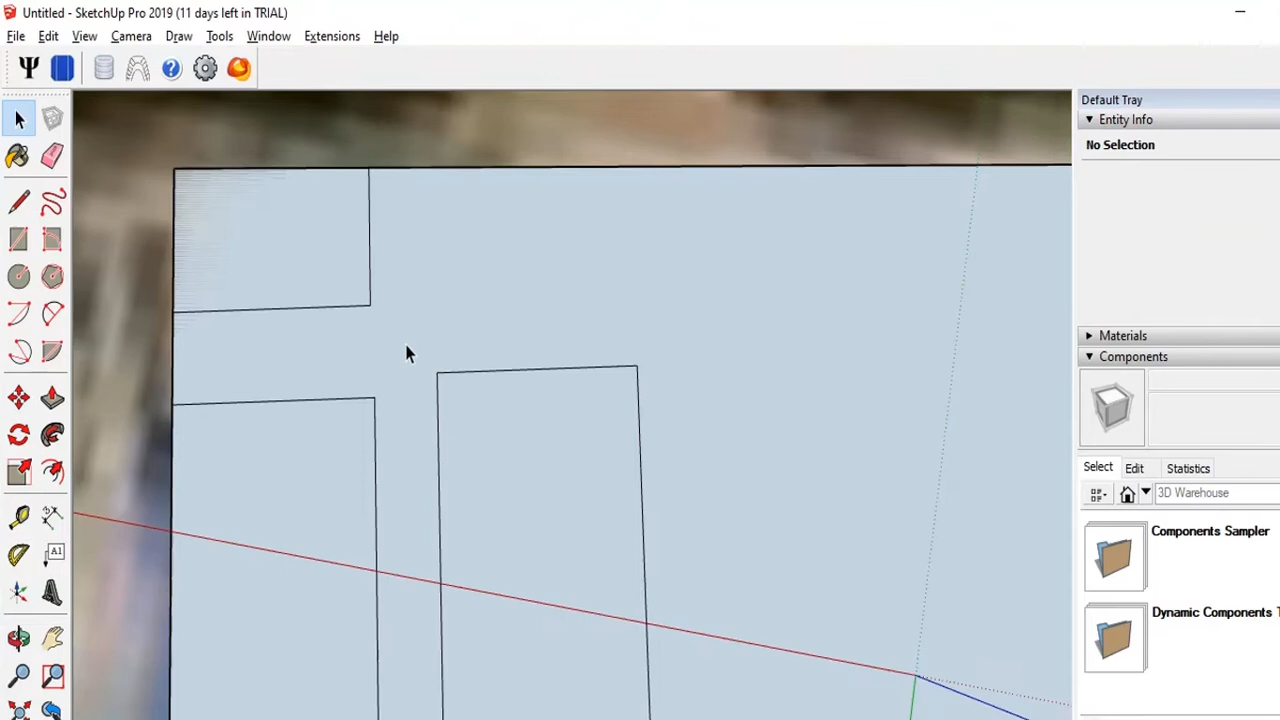 Untitled - SketchUp Pro 2019 (11 days left in TRIAL)
File Edit View Camera Draw Tools Window Extensions Help
Default Tray
Entity Info
No Selection
Materials
Components
Select Edit Statistics
3D Warehouse
Components Sampler
Dynamic Components T
A1